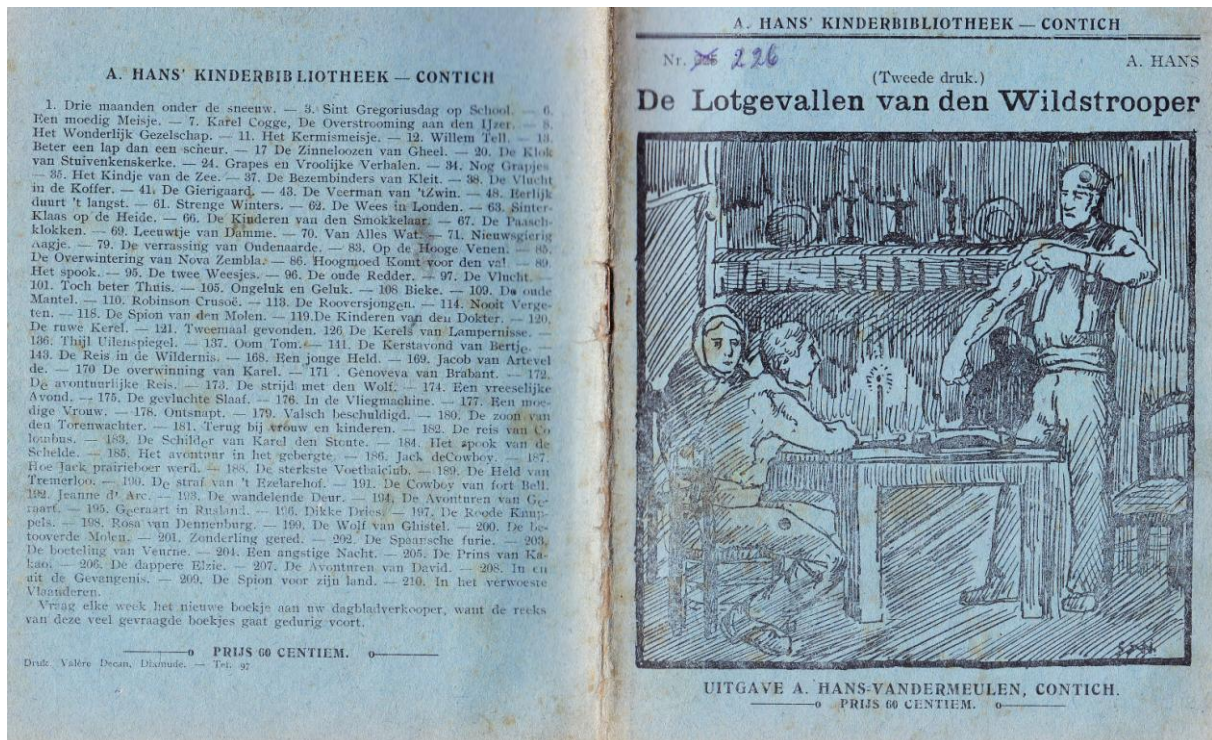 A. HANS' KINDERBIBLIOTHEEK — CONTICH
1. Drie maanden onder de sneeuw. — 3. Sint Gregoriusdag op School. — 6.
Een moedig Meisje. — 7. Karel Cogge, De Overstrooming aan den IJzer. — 8.
Het Wonderlijk Gezelschap. — 11. Het Kermismeisje. — 12. Willem Tell. — 13.
Beter een lap dan een scheur. — 17 De Zinneloozen van Gheel. — 20. De Klok
van Stuivenkenskerke. — 24. Grapes en Vroolijke Verhalen. — 34. Nog Grapjes
— 35. Het Kindje van de Zee. — 37. De Bezembinders van Kleit. — 38. De Vlucht
in de Koffer. — 41. De Gierigaard. — 43. De Veerman van 'tZwin. — 48. Eerlijk
duurt 't langst. — 61. Strenge Winters. — 62. De Wees in Londen. — 63. Sinter-
Klaas op de Heide. — 66. De Kinderen van den Smokkelaar. — 67. De Paasch-
klokken. — 69. Leeuwtje van Damme. — 70. Van Alles Wat. — 71. Nieuwsgierig
Aagje. — 79. De verrassing van Oudenaarde. — 83. Op de Hooge Venen. — 85.
De Overwintering van Nova Zembla. — 86. Hoogmoed Komt voor den val. — 89.
Het spook. — 95. De twee Weesjes. — 96. De oude Redder. — 97. De Vlucht.
101. Toch beter Thuis. — 105. Ongeluk en Geluk. — 108 Bieke. — 109. De oude
Mantel. — 110. Robinson Crusoë. — 113. De Rooversjongen. — 114. Nooit Verge-
ten. — 118. De Spion van den Molen. — 119.De Kinderen van den Dokter. — 120.
De ruwe Kerel. — 121. Tweemaal gevonden. 126 De Kerels van Lampernisse. —
136. Thijl Uilenspiegel. — 137. Oom Tom. — 141. De Kerstavond van Bertje. —
143. De Reis in de Wildernis. — 168. Een jonge Held. — 169. Jacob van Artevel
de. — 170 De overwinning van Karel. — 171 . Genoveva van Brabant. — 172.
De avontuurlijke Reis. — 173. De strijd met den Wolf. — 174. Een vreeselijke
Avond. — 175. De gevluchte Slaaf. — 176. In de Vliegmachine. — 177. Een moe-
dige Vrouw. — 178. Ontsnapt. — 179. Valsch beschuldigd. — 180. De zoon van
den Torenwachter. — 181. Terug bij vrouw en kinderen. — 182. De reis van Co
lombus. — 183. De Schilder van Karel den Stoute. — 184. Het spook van de
Schelde. — 185. Het avontuur in het gebergte. — 186. Jack deCowboy. — 187.
Hoe Jack prairieboer werd. — 188. De sterkste Voetbalclub. — 189. De Held van
Tremerloo. — 190. De straf van 't Ezelarehof. — 191. De Cowboy van fort Bell.
192. Jeanne d' Arc. — 193. De wandelende Deur. — 194. De Avonturen van Ge-
raart. — 195. Geeraart in Rusland. — 196. Dikke Dries. — 197. De Roode Knup-
pels. — 198. Rosa van Dennenburg. — 199. De Wolf van Ghistel. — 200. De be-
tooverde Molen. — 201. Zonderling gered. — 202. De Spaansche furie. — 203.
De boeteling van Veurne. — 204. Een angstige Nacht. — 205. De Prins van Ka-
kao. — 206. De dappere Elzie. — 207. De Avonturen van David. — 208. In en
uit de Gevangenis. — 209. De Spion voor zijn land. — 210. In het verwoeste
Vlaanderen.
Vraag elke week het nieuwe boekje aan uw dagbladverkooper, want de reeks
van deze veel gevraagde boekjes gaat gedurig voort.
PRIJS 60 CENTIEM.
Druk. Valère Decan, Dixmude. — Tel. 97
A. HANS' KINDERBIBLIOTHEEK — CONTICH
Nr. 226
A. HANS
(Tweede druk.)
De Lotgevallen van den Wildstrooper
UITGAVE A. HANS-VANDERMEULEN, CONTICH.
PRIJS 60 CENTIEM.